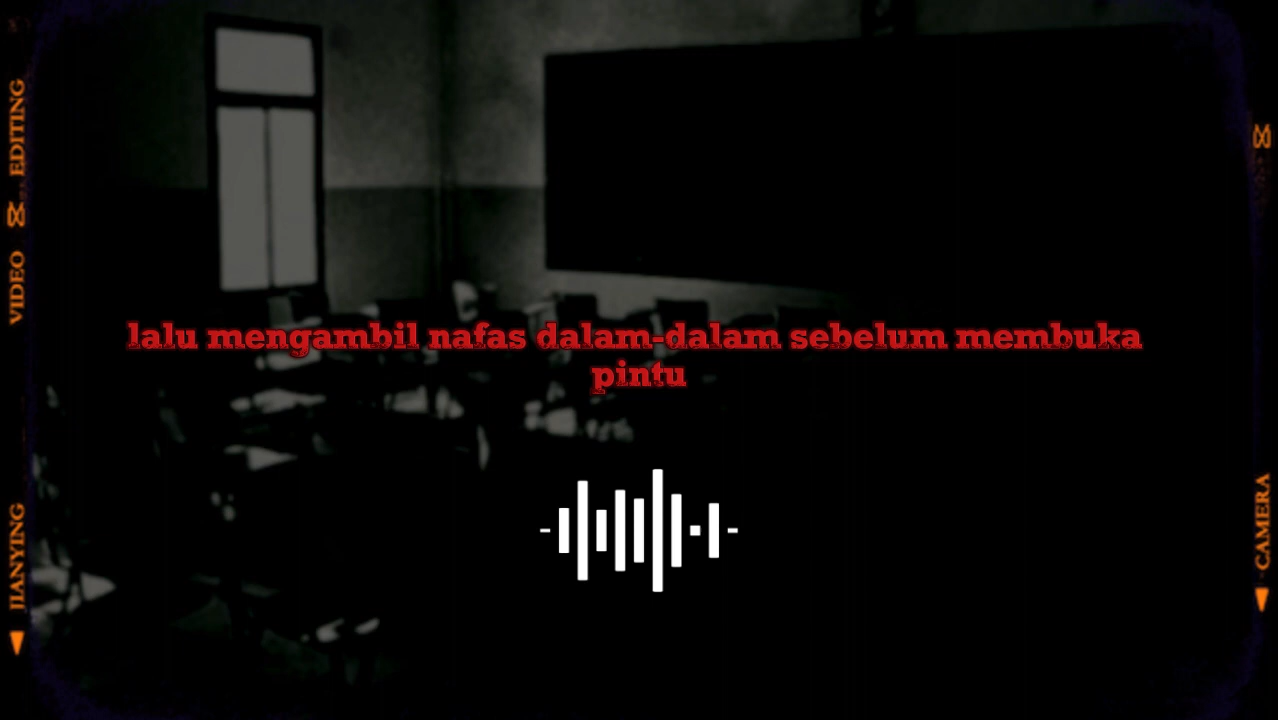 lalu mengambil nafas dalam-dalam sebelum membuka
pintu
VIDEO EDITING
JIANYING
CAMERA